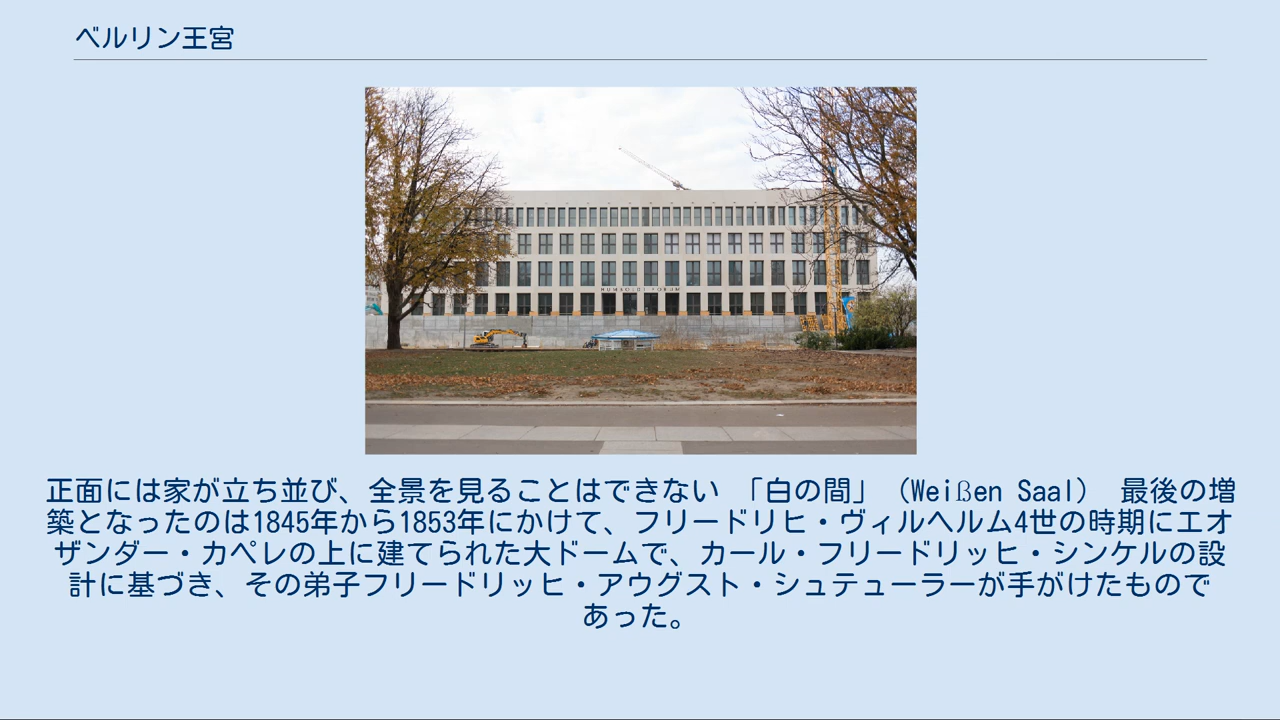 ベルリン王宮
HUMBOLDT FORUM
正面には家が立ち並び、全景を見ることはできない 「白の間」（Weißen Saal） 最後の増
築となったのは1845年から1853年にかけて、フリードリヒ・ヴィルヘルム4世の時期にエオ
ザンダー・カペレの上に建てられた大ドームで、カール・フリードリッヒ・シンケルの設
計に基づき、その弟子フリードリッヒ・アウグスト・シュテューラーが手がけたもので
あった。